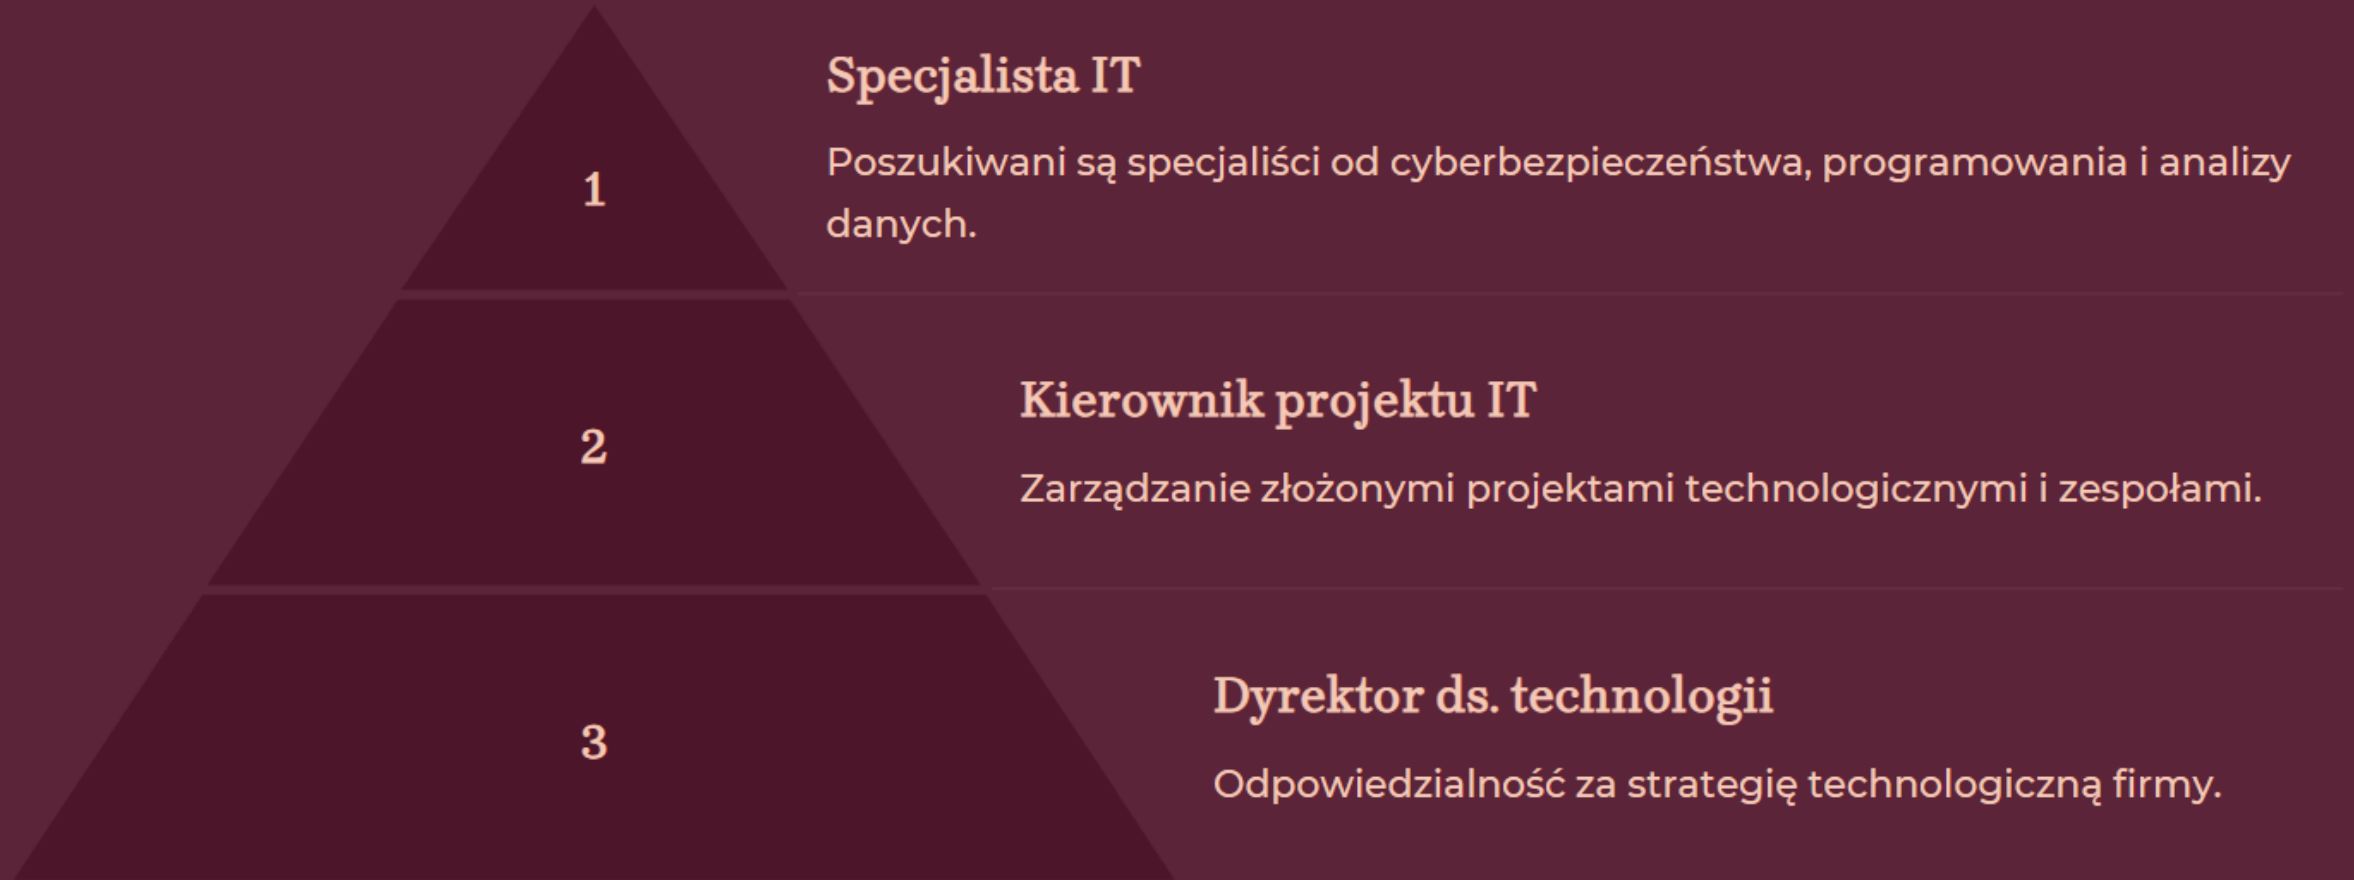 Specjalista IT
1
Poszukiwani są specjaliści od cyberbezpieczeństwa, programowania i analizy
danych.
2
Kierownik projektu IT
Zarządzanie złożonymi projektami technologicznymi i zespołami.
3
Dyrektor ds. technologii
Odpowiedzialność za strategię technologiczną firmy.